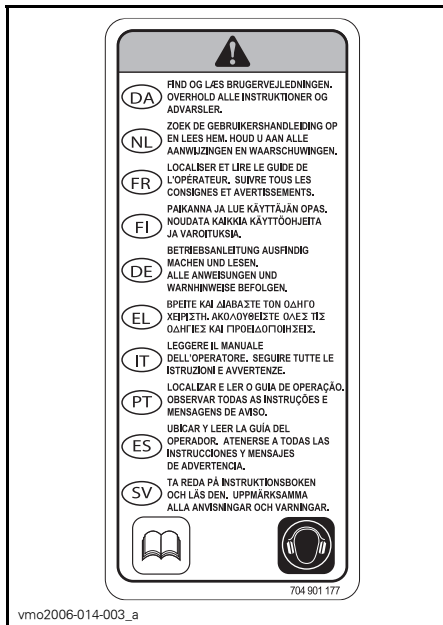 DA
FIND OG LÆS BRUGERVEJLEDNINGEN.
OVERHOLD ALLE INSTRUKTIONER OG
ADVARSLER.
NL
ZOEK DE GEBRUIKERSHANDLEIDING OP
EN LEES HEM. HOUD U AAN ALLE
AANWIJZINGEN EN WAARSCHUWINGEN.
FR
LOCALISER ET LIRE LE GUIDE DE
L'OPÉRATEUR. SUIVRE TOUS LES
CONSIGNES ET AVERTISSEMENTS.
FI
PAIKANNA JA LUE KÄYTTÄJÄN OPAS.
NOUDATA KAIKKIA KÄYTTÖOHJEITA
JA VAROITUKSIA.
DE
BETRIEBSANLEITUNG AUSFINDIG
MACHEN UND LESEN.
ALLE ANWEISUNGEN UND
WARNHINWEISE BEFOLGEN.
EL
ΒΡΕΙΤΕ ΚΑΙ ΔΙΑΒΑΣΤΕ ΤΟΝ ΟΔΗΓΟ
ΧΕΙΡΙΣΤΗ. ΑΚΟΛΟΥΘΕΙΣΤΕ ΟΛΕΣ ΤΙΣ
ΟΔΗΓΙΕΣ ΚΑΙ ΠΡΟΕΙΔΟΠΟΙΗΣΕΙΣ.
IT
LEGGERE IL MANUALE
DELL'OPERATORE. SEGUIRE TUTTE LE
ISTRUZIONI E AVVERTENZE.
PT
LOCALIZAR E LER O GUIA DE OPERAÇÃO.
OBSERVAR TODAS AS INSTRUÇÕES E
MENSAGENS DE AVISO.
ES
UBICAR Y LEER LA GUÍA DEL
OPERADOR. ATENERSE A TODAS LAS
INSTRUCCIONES Y MENSAJES
DE ADVERTENCIA.
SV
TA REDA PÅ INSTRUKTIONSBOKEN
OCH LÄS DEN. UPPMÄRKSAMMA
ALLA ANVISNINGAR OCH VARNINGAR.
704 901 177
vmo2006-014-003_a